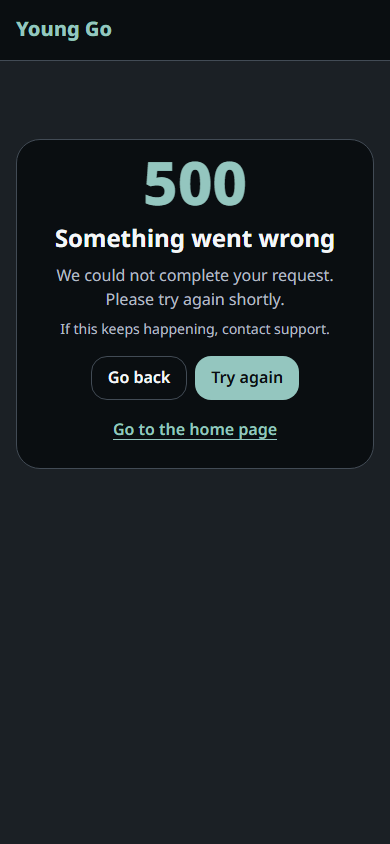 Young Go
500
Something went wrong
We could not complete your request.
Please try again shortly.
If this keeps happening, contact support.
Go back
Try again
Go to the home page